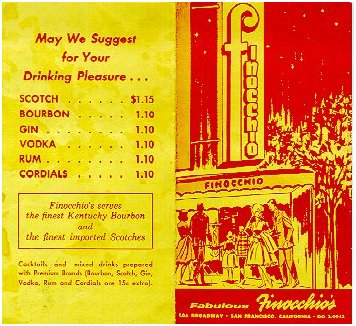 May We Suggest
for Your
Drinking Pleasure . . .
SCOTCH . . . . . . $1.15
BOURBON . . . . . 1.10
GIN . . . . . . . . 1.10
VODKA . . . . . . 1.10
RUM . . . . . . . 1.10
CORDIALS . . . . 1.10
Finocchio's serves
the finest Kentucky Bourbon
and
the finest imported Scotches
Cocktails and mixed drinks prepared
with Premium Brands (Bourbon, Scotch, Gin,
Vodka, Rum and Cordials are 15c extra).
fINOCCHIO
FINOCCHIO
Fabulous Finocchio's
BROADWAY - SAN FRANCISCO, CALIFORNIA